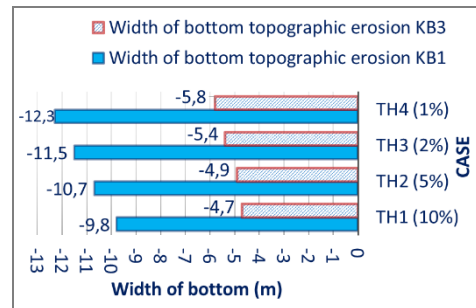 Width of bottom topographic erosion KB3
Width of bottom topographic erosion KB1
-5,8
-12,3
TH4 (1%)
-5,4
-11,5
TH3 (2%)
-4,9
-10,7
TH2 (5%)
-4,7
-9,8
TH1 (10%)
CASE
-13 -12 -11 -10 -9 -8 -7 -6 -5 -4 -3 -2 -1 0
Width of bottom (m)